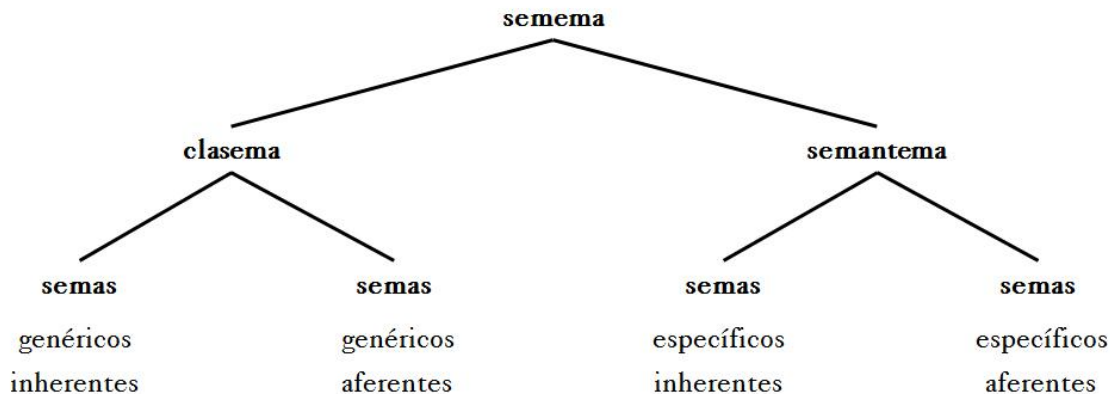 semema
clasema semantema
semas semas semas semas
genéricos genéricos específicos específicos
inherentes aferentes inherentes aferentes